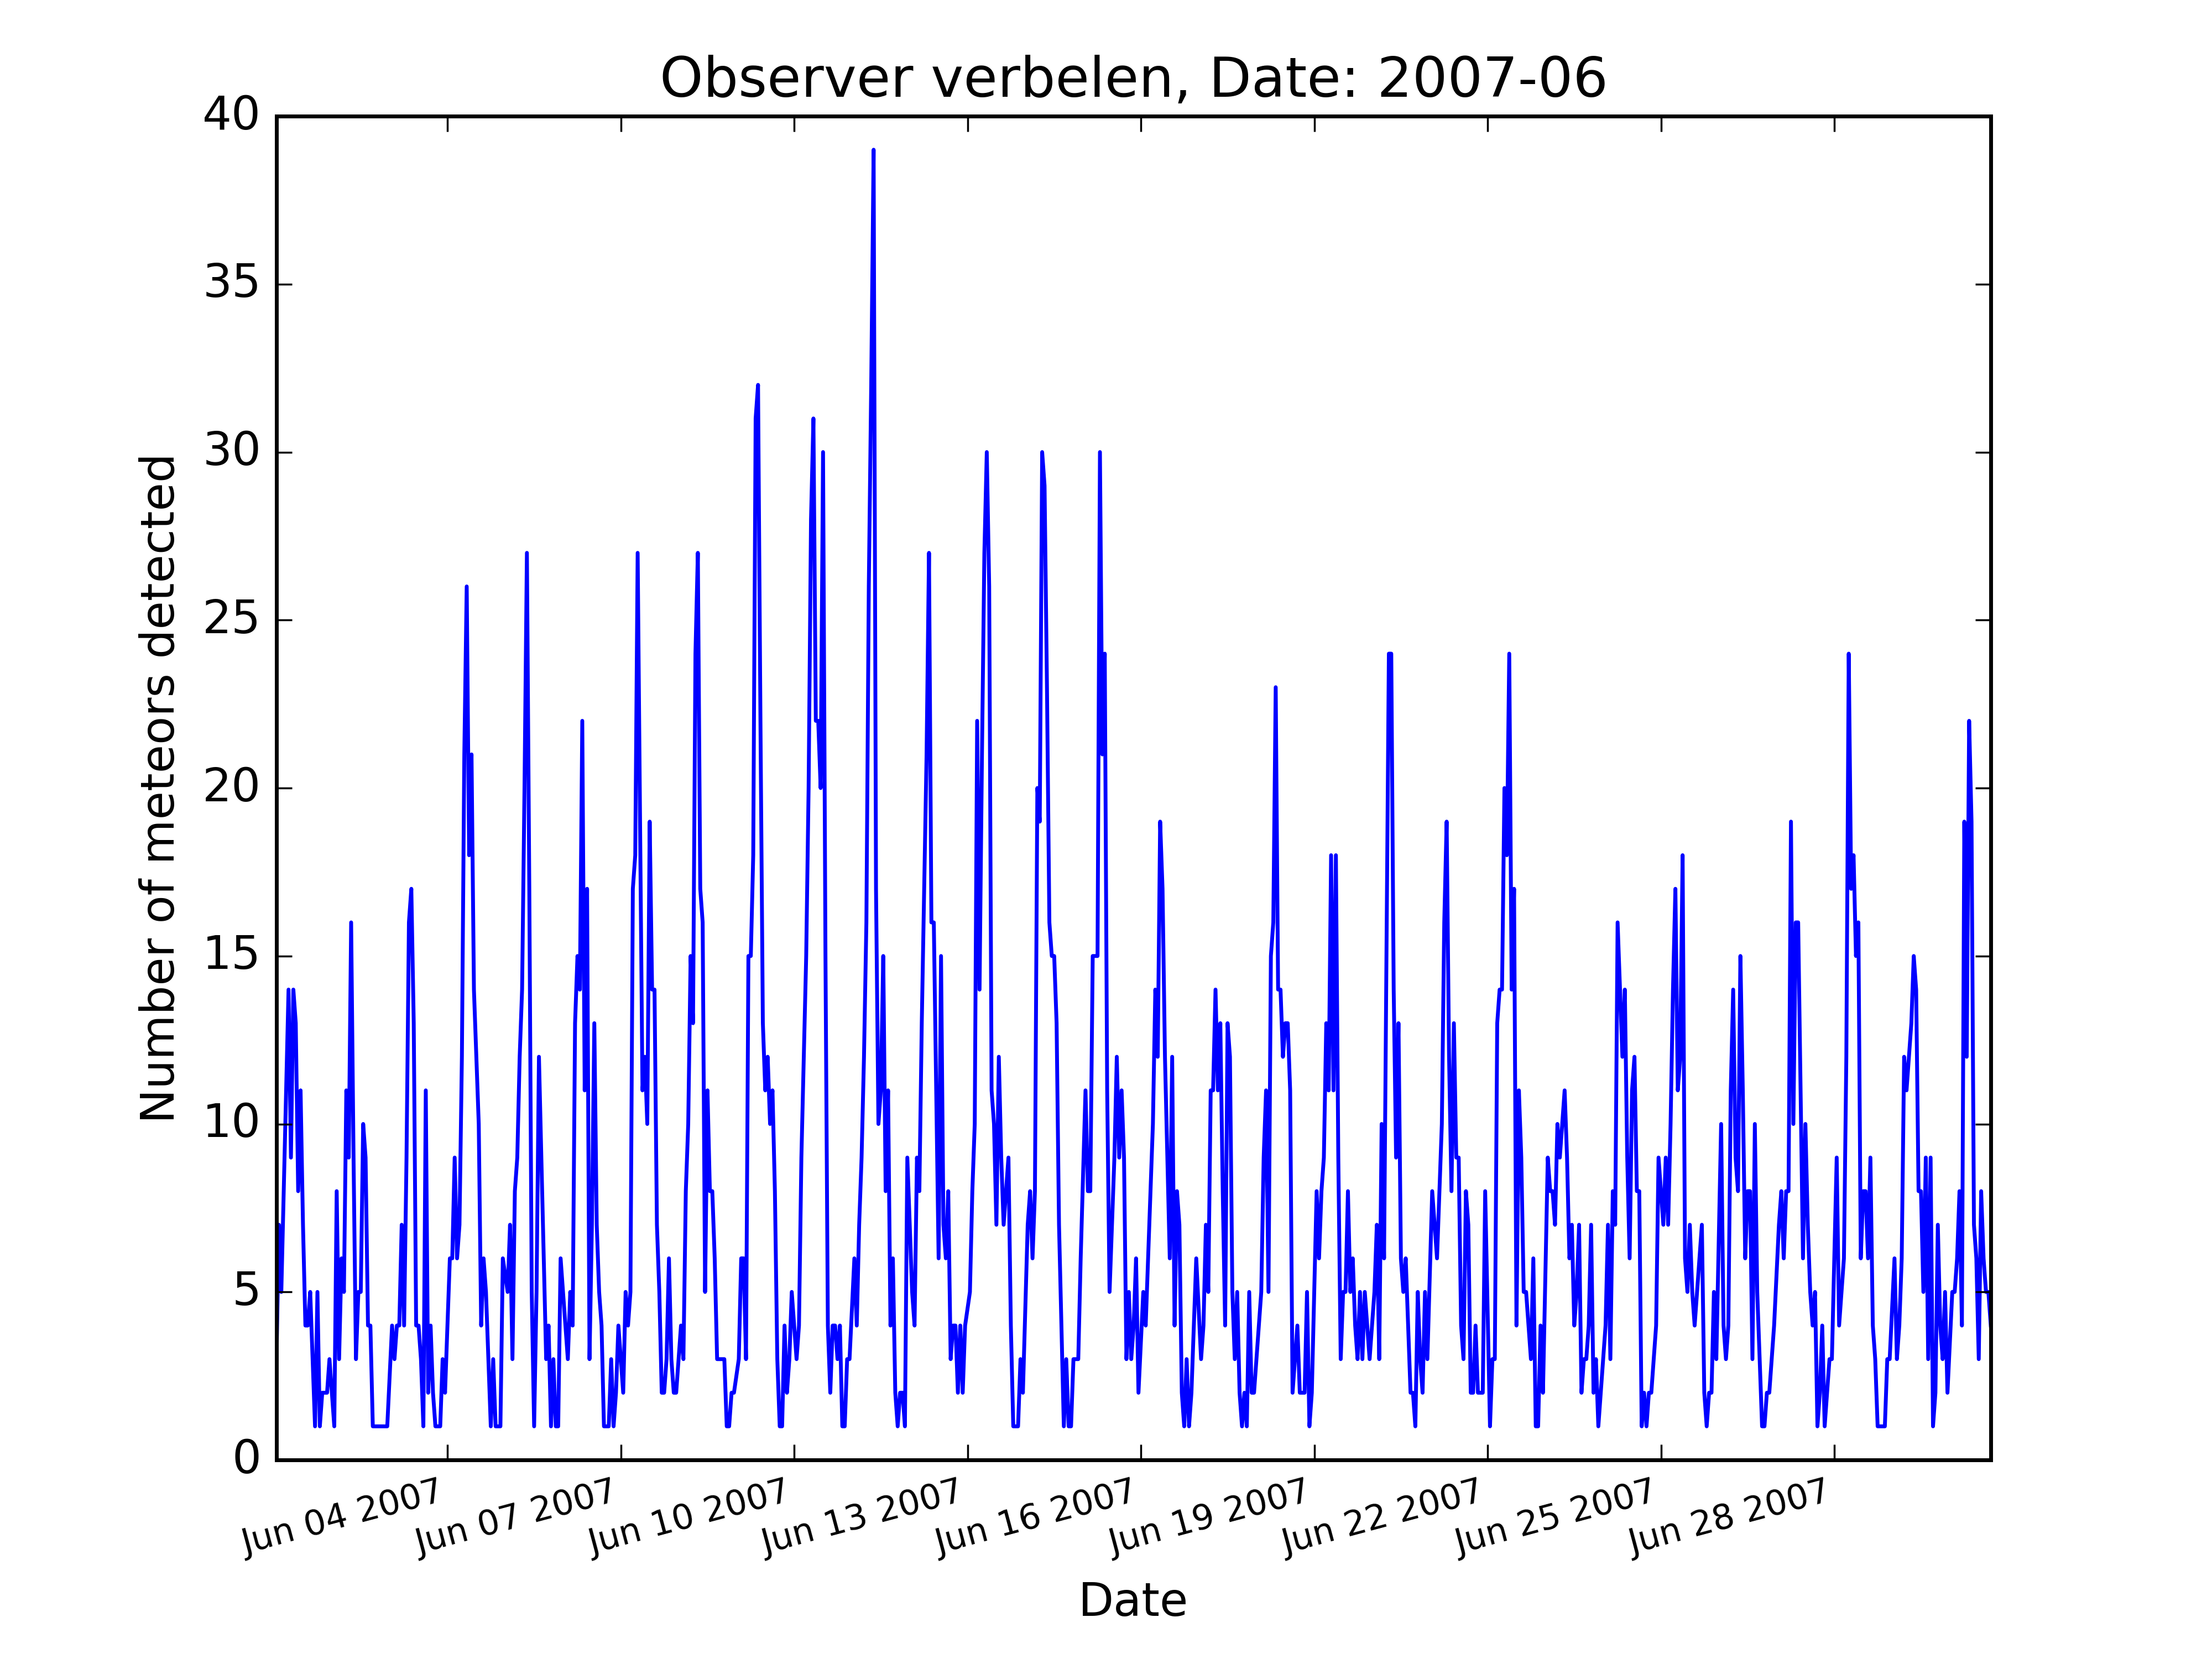 Observer verbelen, Date: 2007-06
40
35
30
25
20
15
10
5
0
Number of meteors detected
Jun 04 2007
Jun 07 2007
Jun 10 2007
Jun 13 2007
Jun 16 2007
Jun 19 2007
Jun 22 2007
Jun 25 2007
Jun 28 2007
Date